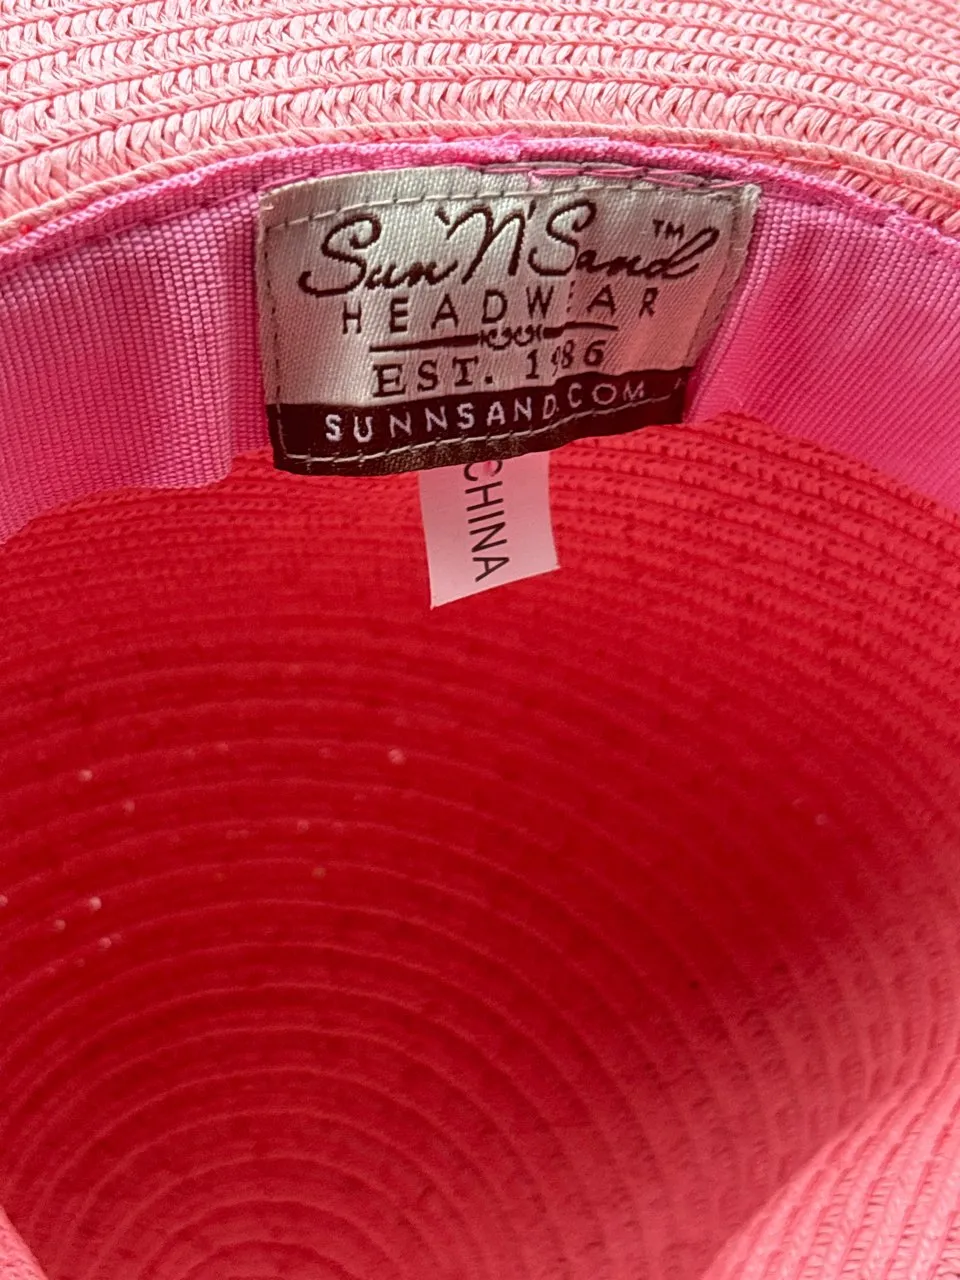 Sun 'N' Sand™
HEADWEAR
EST. 1986
SUNNSAND.COM
CHINA